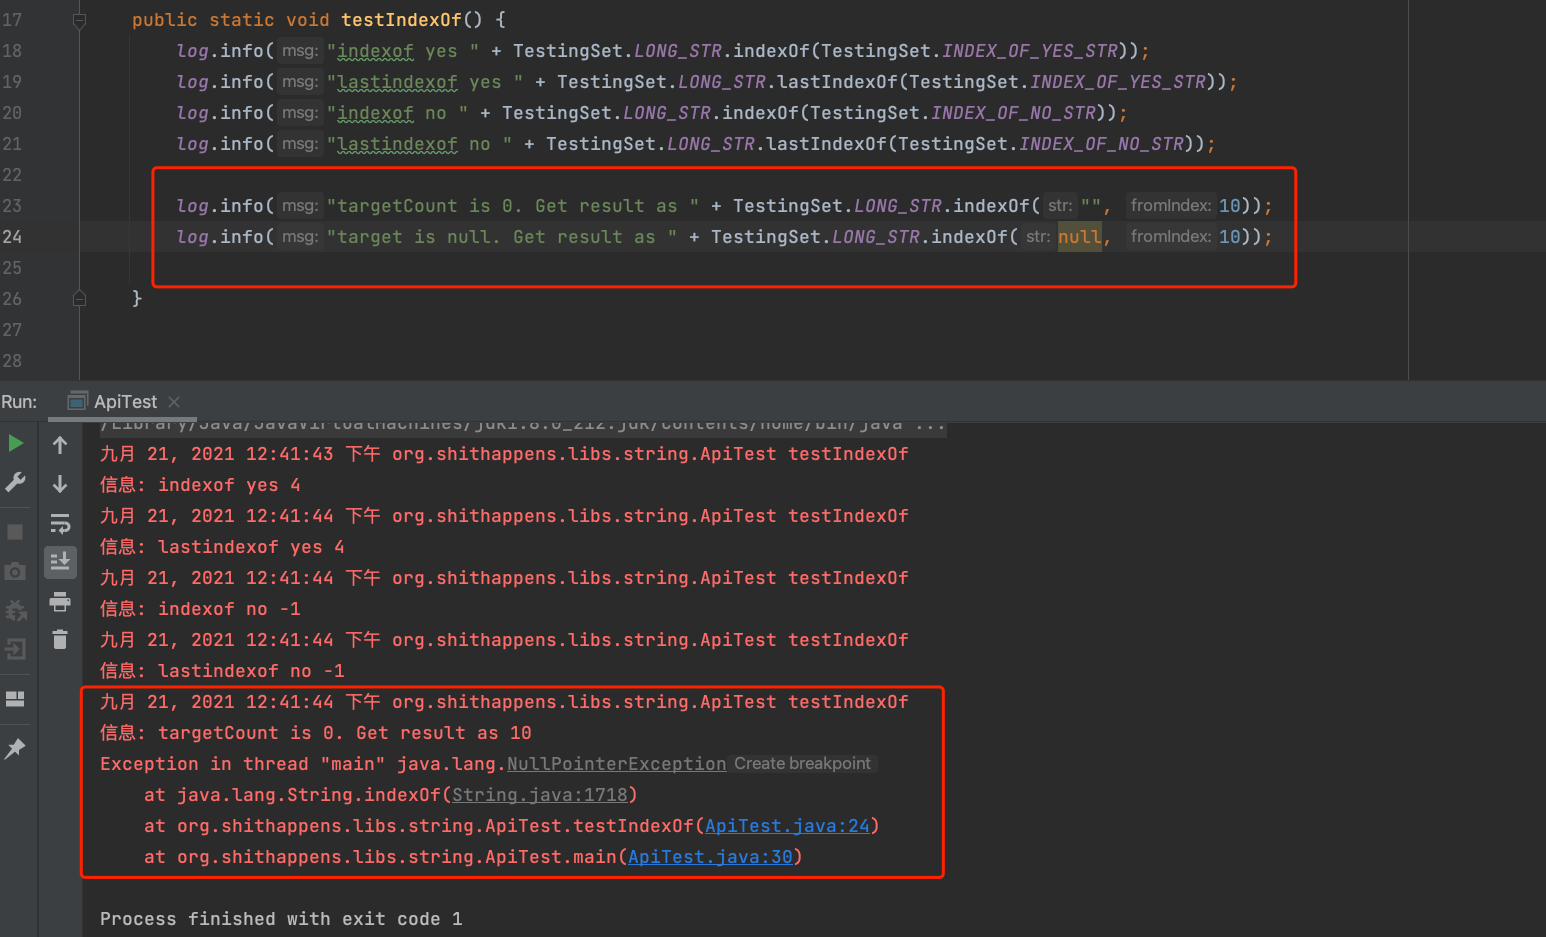 17 public static void testIndexOf() {
18 log.info( msg: "indexof yes " + TestingSet.LONG_STR.indexOf(TestingSet.INDEX_OF_YES_STR));
19 log.info( msg: "lastindexof yes " + TestingSet.LONG_STR.lastIndexOf(TestingSet.INDEX_OF_YES_STR));
20 log.info( msg: "indexof no " + TestingSet.LONG_STR.indexOf(TestingSet.INDEX_OF_NO_STR));
21 log.info( msg: "lastindexof no " + TestingSet.LONG_STR.lastIndexOf(TestingSet.INDEX_OF_NO_STR));
22
23 log.info( msg: "targetCount is 0. Get result as " + TestingSet.LONG_STR.indexOf( str: "", fromIndex: 10));
24 log.info( msg: "target is null. Get result as " + TestingSet.LONG_STR.indexOf( str: null, fromIndex: 10));
25
26 }
27
28
Run: ApiTest
/Library/Java/JavaVirtualMachines/jdk1.8.0_212.jdk/Contents/Home/bin/java ...
九月 21, 2021 12:41:43 下午 org.shithappens.libs.string.ApiTest testIndexOf
信息: indexof yes 4
九月 21, 2021 12:41:44 下午 org.shithappens.libs.string.ApiTest testIndexOf
信息: lastindexof yes 4
九月 21, 2021 12:41:44 下午 org.shithappens.libs.string.ApiTest testIndexOf
信息: indexof no -1
九月 21, 2021 12:41:44 下午 org.shithappens.libs.string.ApiTest testIndexOf
信息: lastindexof no -1
九月 21, 2021 12:41:44 下午 org.shithappens.libs.string.ApiTest testIndexOf
信息: targetCount is 0. Get result as 10
Exception in thread "main" java.lang.NullPointerException Create breakpoint
at java.lang.String.indexOf(String.java:1718)
at org.shithappens.libs.string.ApiTest.testIndexOf(ApiTest.java:24)
at org.shithappens.libs.string.ApiTest.main(ApiTest.java:30)
Process finished with exit code 1